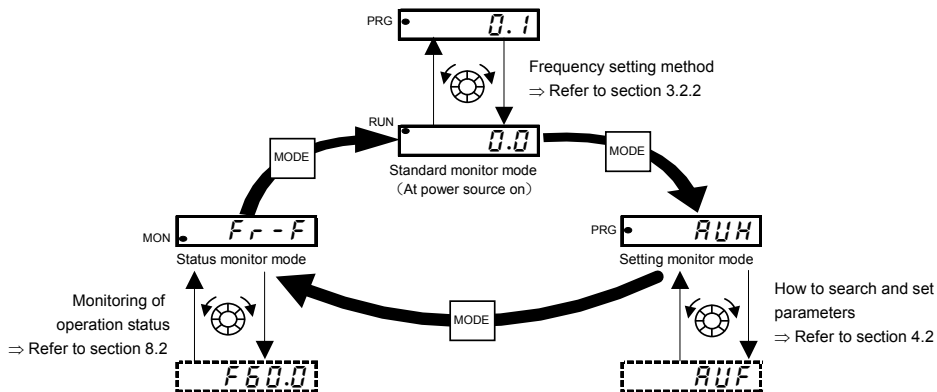 PRG
0.1
Frequency setting method
⇒ Refer to section 3.2.2
RUN
0.0
MODE
MODE
Standard monitor mode
(At power source on)
MON
Fr-F
Status monitor mode
PRG
AUH
Setting monitor mode
Monitoring of
operation status
⇒ Refer to section 8.2
MODE
How to search and set
parameters
⇒ Refer to section 4.2
F60.0
AUF